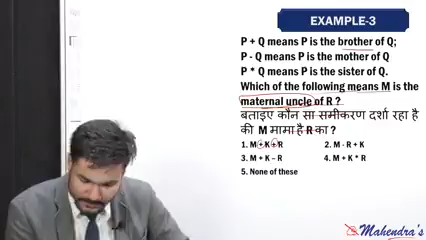 EXAMPLE-3
P + Q means P is the brother of Q;
P - Q means P is the mother of Q
P * Q means P is the sister of Q.
Which of the following means M is the
maternal uncle of R ?
बताइए कौन सा समीकरण दर्शा रहा है
की M मामा है R का ?
1. M + K + R 2. M - R + K
3. M + K – R 4. M + K * R
5. None of these
Mahendra's